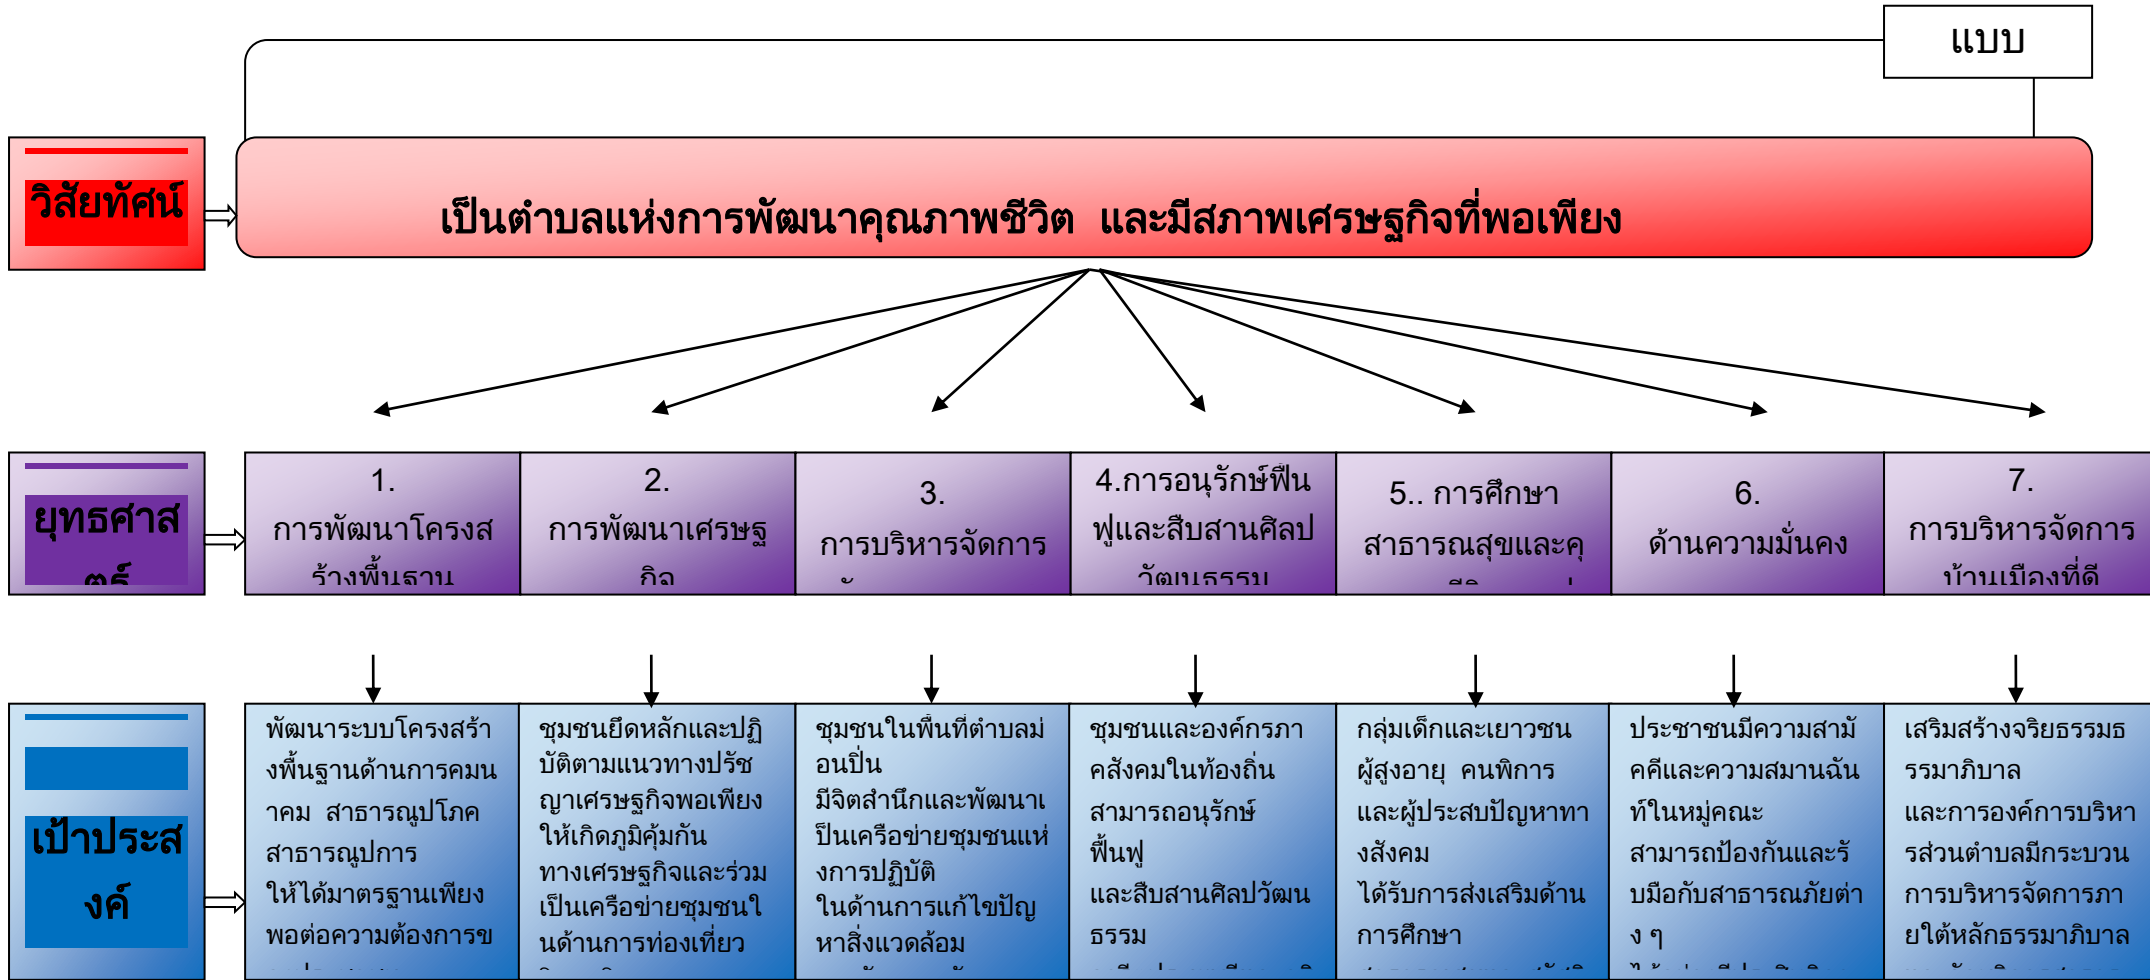 แบบ
วิสัยทัศน์
เป็นตำบลแห่งการพัฒนาคุณภาพชีวิต และมีสภาพเศรษฐกิจที่พอเพียง
ยุทธศาส
ตร์
1.
การพัฒนาโครงส
ร้างพื้นฐาน
2.
การพัฒนาเศรษฐ
กิจ
3.
การบริหารจัดการ
4.การอนุรักษ์ฟื้น
ฟูและสืบสานศิลป
วัฒนธรรม
5.. การศึกษา
สาธารณสุขและคุ
6.
ด้านความมั่นคง
7.
การบริหารจัดการ
บ้านเมืองที่ดี
เป้าประส
งค์
พัฒนาระบบโครงสร้า
งพื้นฐานด้านการคมน
าคม สาธารณูปโภค
สาธารณูปการ
ให้ได้มาตรฐานเพียง
พอต่อความต้องการข
ชุมชนยึดหลักและปฏิ
บัติตามแนวทางปรัช
ญาเศรษฐกิจพอเพียง
ให้เกิดภูมิคุ้มกัน
ทางเศรษฐกิจและร่วม
เป็นเครือข่ายชุมชนใ
นด้านการท่องเที่ยว
ชุมชนในพื้นที่ตำบลม่
อนปิ่น
มีจิตสำนึกและพัฒนาเ
ป็นเครือข่ายชุมชนแห่
งการปฏิบัติ
ในด้านการแก้ไขปัญ
หาสิ่งแวดล้อม
ชุมชนและองค์กรภา
คสังคมในท้องถิ่น
สามารถอนุรักษ์
ฟื้นฟู
และสืบสานศิลปวัฒน
ธรรม
กลุ่มเด็กและเยาวชน
ผู้สูงอายุ คนพิการ
และผู้ประสบปัญหาทา
งสังคม
ได้รับการส่งเสริมด้าน
การศึกษา
ประชาชนมีความสามั
คคีและความสมานฉัน
ท์ในหมู่คณะ
สามารถป้องกันและรั
บมือกับสาธารณภัยต่า
ง ๆ
เสริมสร้างจริยธรรมธ
รรมาภิบาล
และการองค์การบริหา
รส่วนตำบลมีกระบวน
การบริหารจัดการภา
ยใต้หลักธรรมาภิบาล